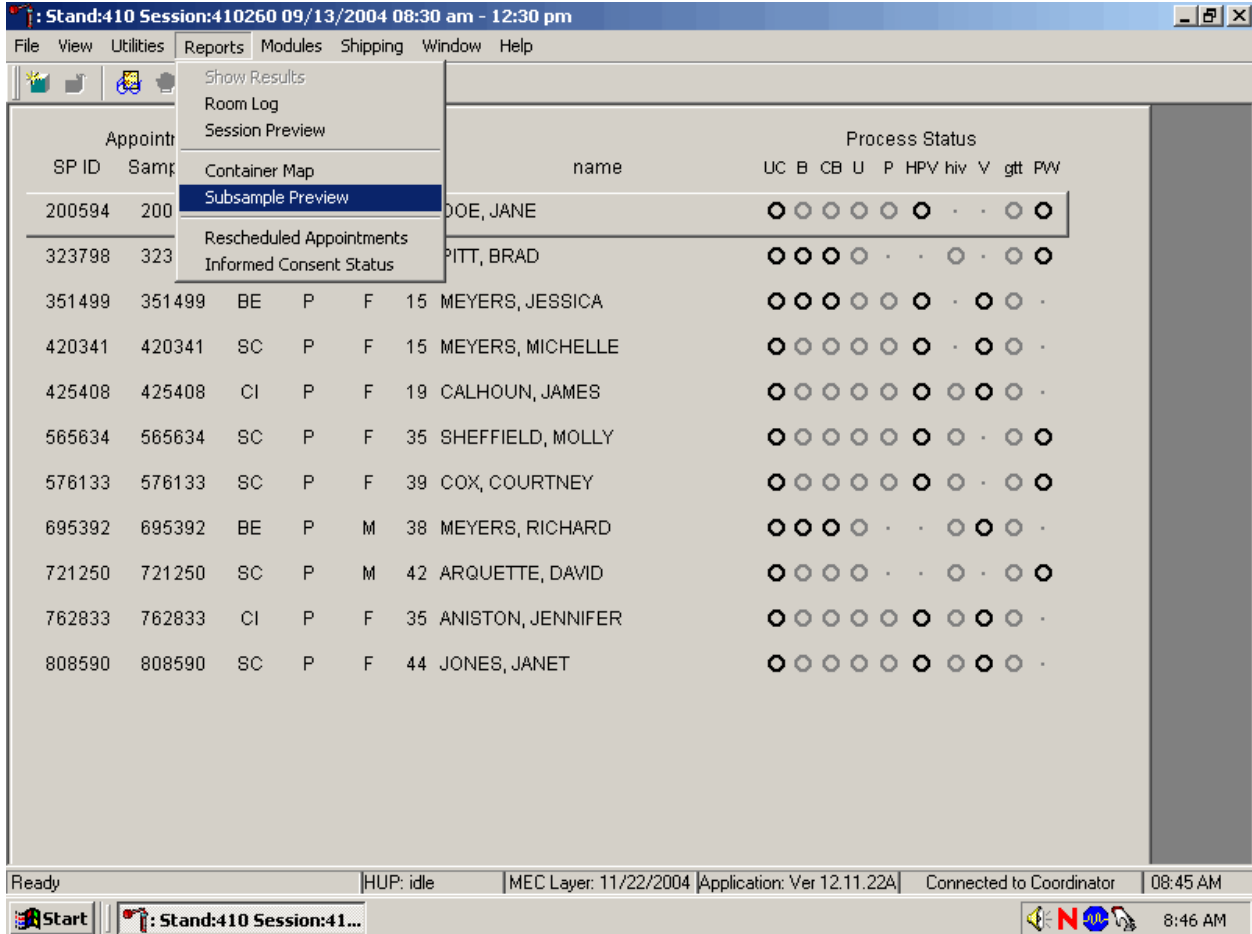 : Stand:410 Session:410260 09/13/2004 08:30 am - 12:30 pm
File View Utilities Reports Modules Shipping Window Help
Show Results
Room Log
Session Preview
Container Map
Subsample Preview
Rescheduled Appointments
Informed Consent Status
Process Status
SP ID name UC B CB U P HPV hiv V gtt PW
200594 DOE, JANE
323798 PITT, BRAD
351499 351499 BE P F 15 MEYERS, JESSICA
420341 420341 SC P F 15 MEYERS, MICHELLE
425408 425408 CI P F 19 CALHOUN, JAMES
565634 565634 SC P F 35 SHEFFIELD, MOLLY
576133 576133 SC P F 39 COX, COURTNEY
695392 695392 BE P M 38 MEYERS, RICHARD
721250 721250 SC P M 42 ARQUETTE, DAVID
762833 762833 CI P F 35 ANISTON, JENNIFER
808590 808590 SC P F 44 JONES, JANET
Ready HUP: idle MEC Layer: 11/22/2004 Application: Ver 12.11.22A Connected to Coordinator 08:45 AM
Start : Stand:410 Session:41... N 8:46 AM